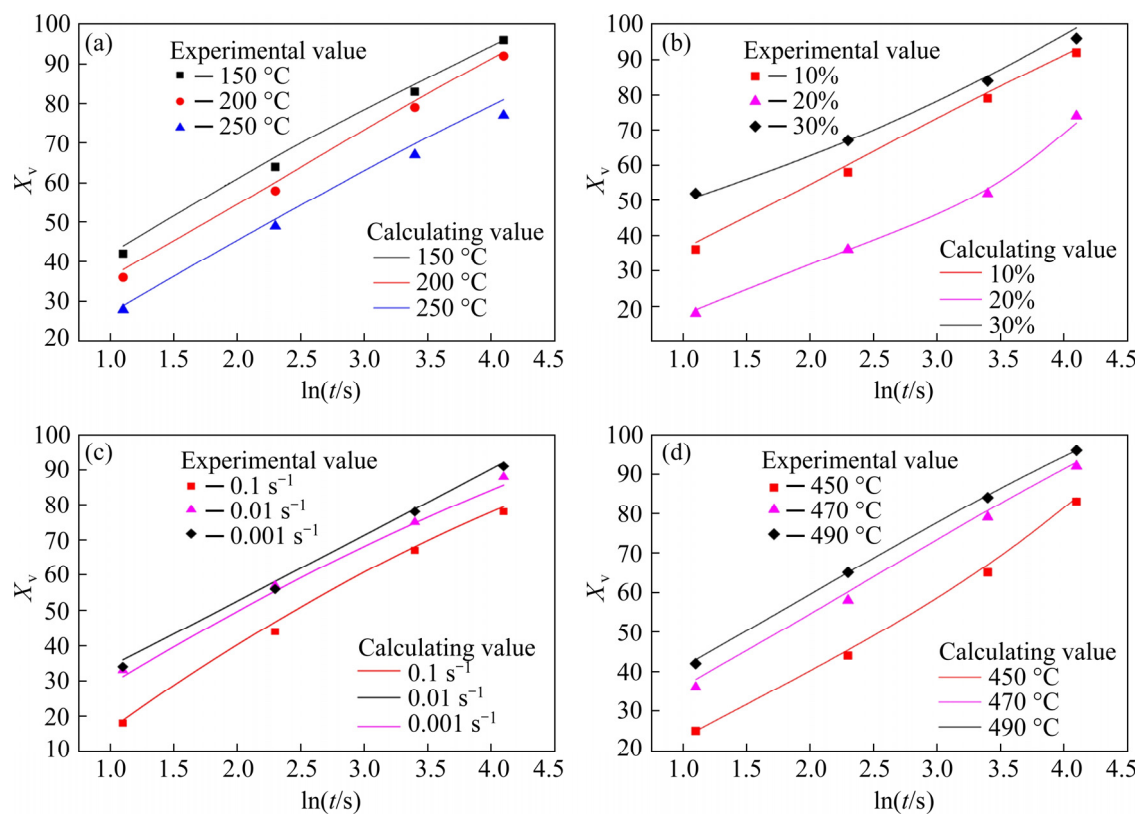 (a)
Experimental value
150 °C
200 °C
250 °C
Calculating value
150 °C
200 °C
250 °C
X_v
100
90
80
70
60
50
40
30
20
1.0 1.5 2.0 2.5 3.0 3.5 4.0 4.5
ln(t/s)
(b)
Experimental value
10%
20%
30%
Calculating value
10%
20%
30%
X_v
100
90
80
70
60
50
40
30
20
1.0 1.5 2.0 2.5 3.0 3.5 4.0 4.5
ln(t/s)
(c)
Experimental value
0.1 s⁻¹
0.01 s⁻¹
0.001 s⁻¹
Calculating value
0.1 s⁻¹
0.01 s⁻¹
0.001 s⁻¹
X_v
100
90
80
70
60
50
40
30
20
10
1.0 1.5 2.0 2.5 3.0 3.5 4.0 4.5
ln(t/s)
(d)
Experimental value
450 °C
470 °C
490 °C
Calculating value
450 °C
470 °C
490 °C
X_v
100
90
80
70
60
50
40
30
20
1.0 1.5 2.0 2.5 3.0 3.5 4.0 4.5
ln(t/s)